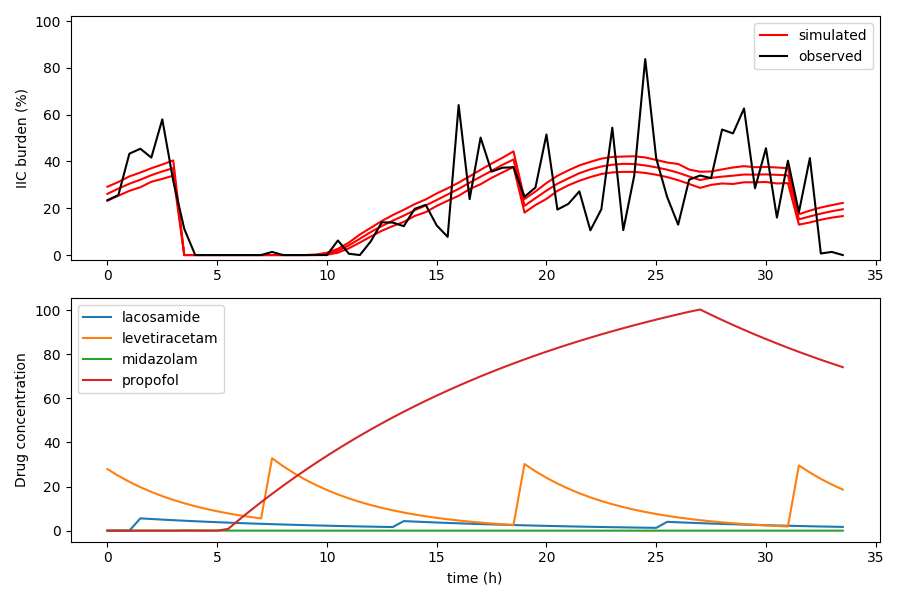 100
80
60
40
20
0
IIC burden (%)
simulated
observed
0 5 10 15 20 25 30 35
100
80
60
40
20
0
Drug concentration
lacosamide
levetiracetam
midazolam
propofol
0 5 10 15 20 25 30 35
time (h)